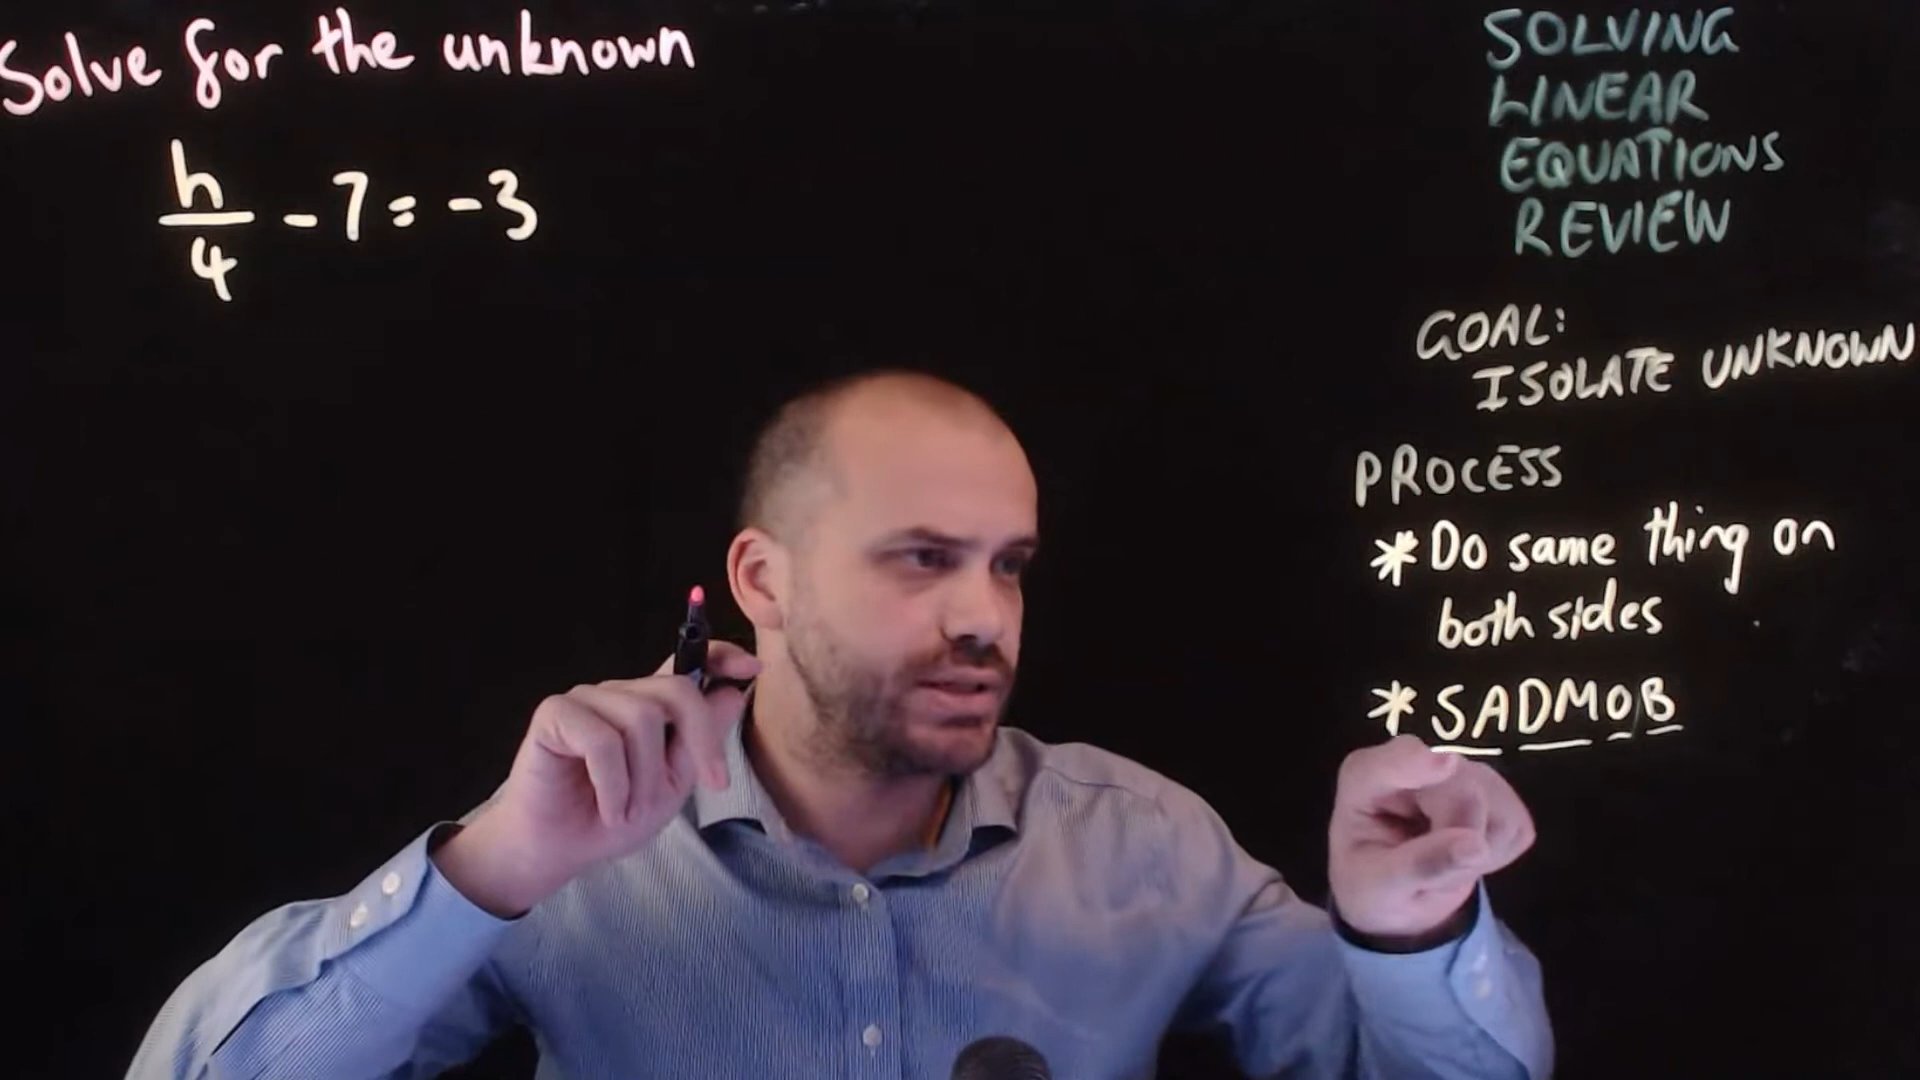 Solve for the unknown
h/4 - 7 = -3
SOLVING
LINEAR
EQUATIONS
REVIEW
GOAL:
ISOLATE UNKNOWN
PROCESS
* Do same thing on
both sides
* SADMOB